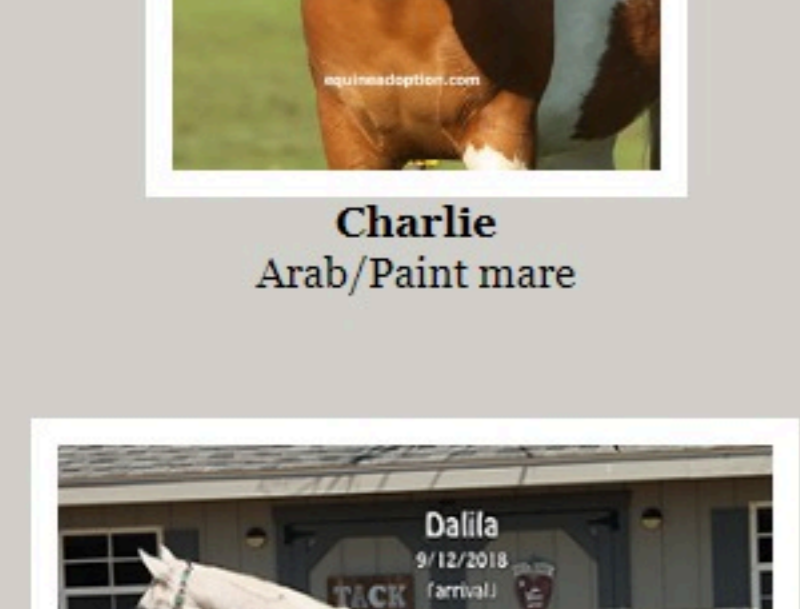 equineadoption.com
Charlie
Arab/Paint mare
Dalila
9/12/2018
(arrival)
TACK